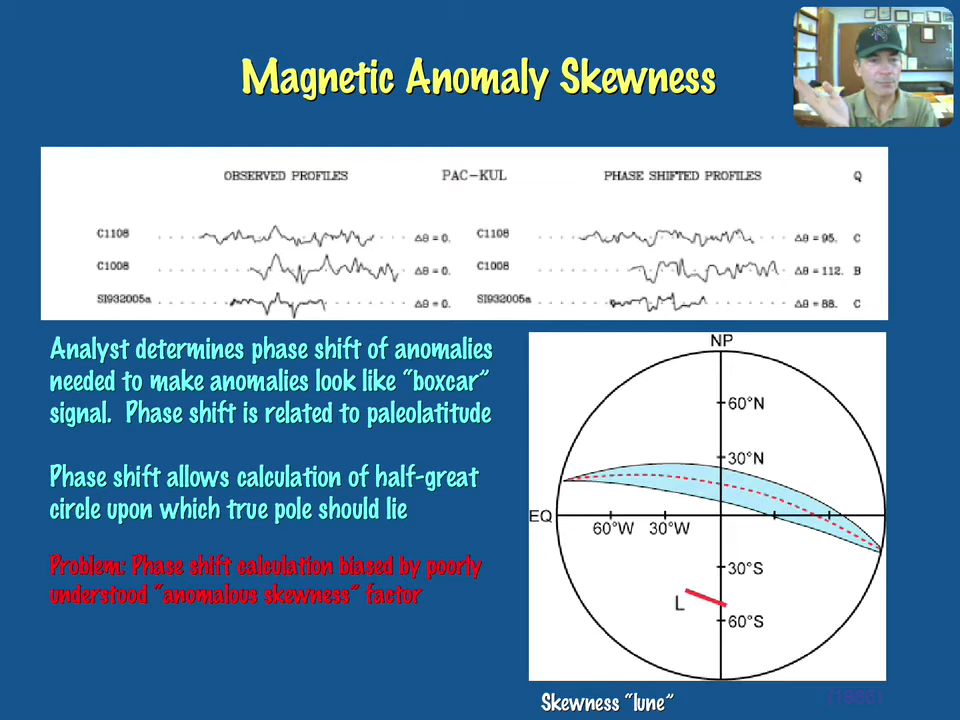 Magnetic Anomaly Skewness
OBSERVED PROFILES PAC-KUL PHASE SHIFTED PROFILES Q
C1108 Δθ = 0. C1108 Δθ = 95. C
C1008 Δθ = 0. C1008 Δθ = 112. B
SI932005a Δθ = 0. SI932005a Δθ = 88. C
Analyst determines phase shift of anomalies
needed to make anomalies look like "boxcar"
signal. Phase shift is related to paleolatitude
Phase shift allows calculation of half-great
circle upon which true pole should lie
Problem: Phase shift calculation biased by poorly
understood "anomalous skewness" factor
NP
60°N
30°N
EQ
60°W 30°W
30°S
L
60°S
Skewness "lune"